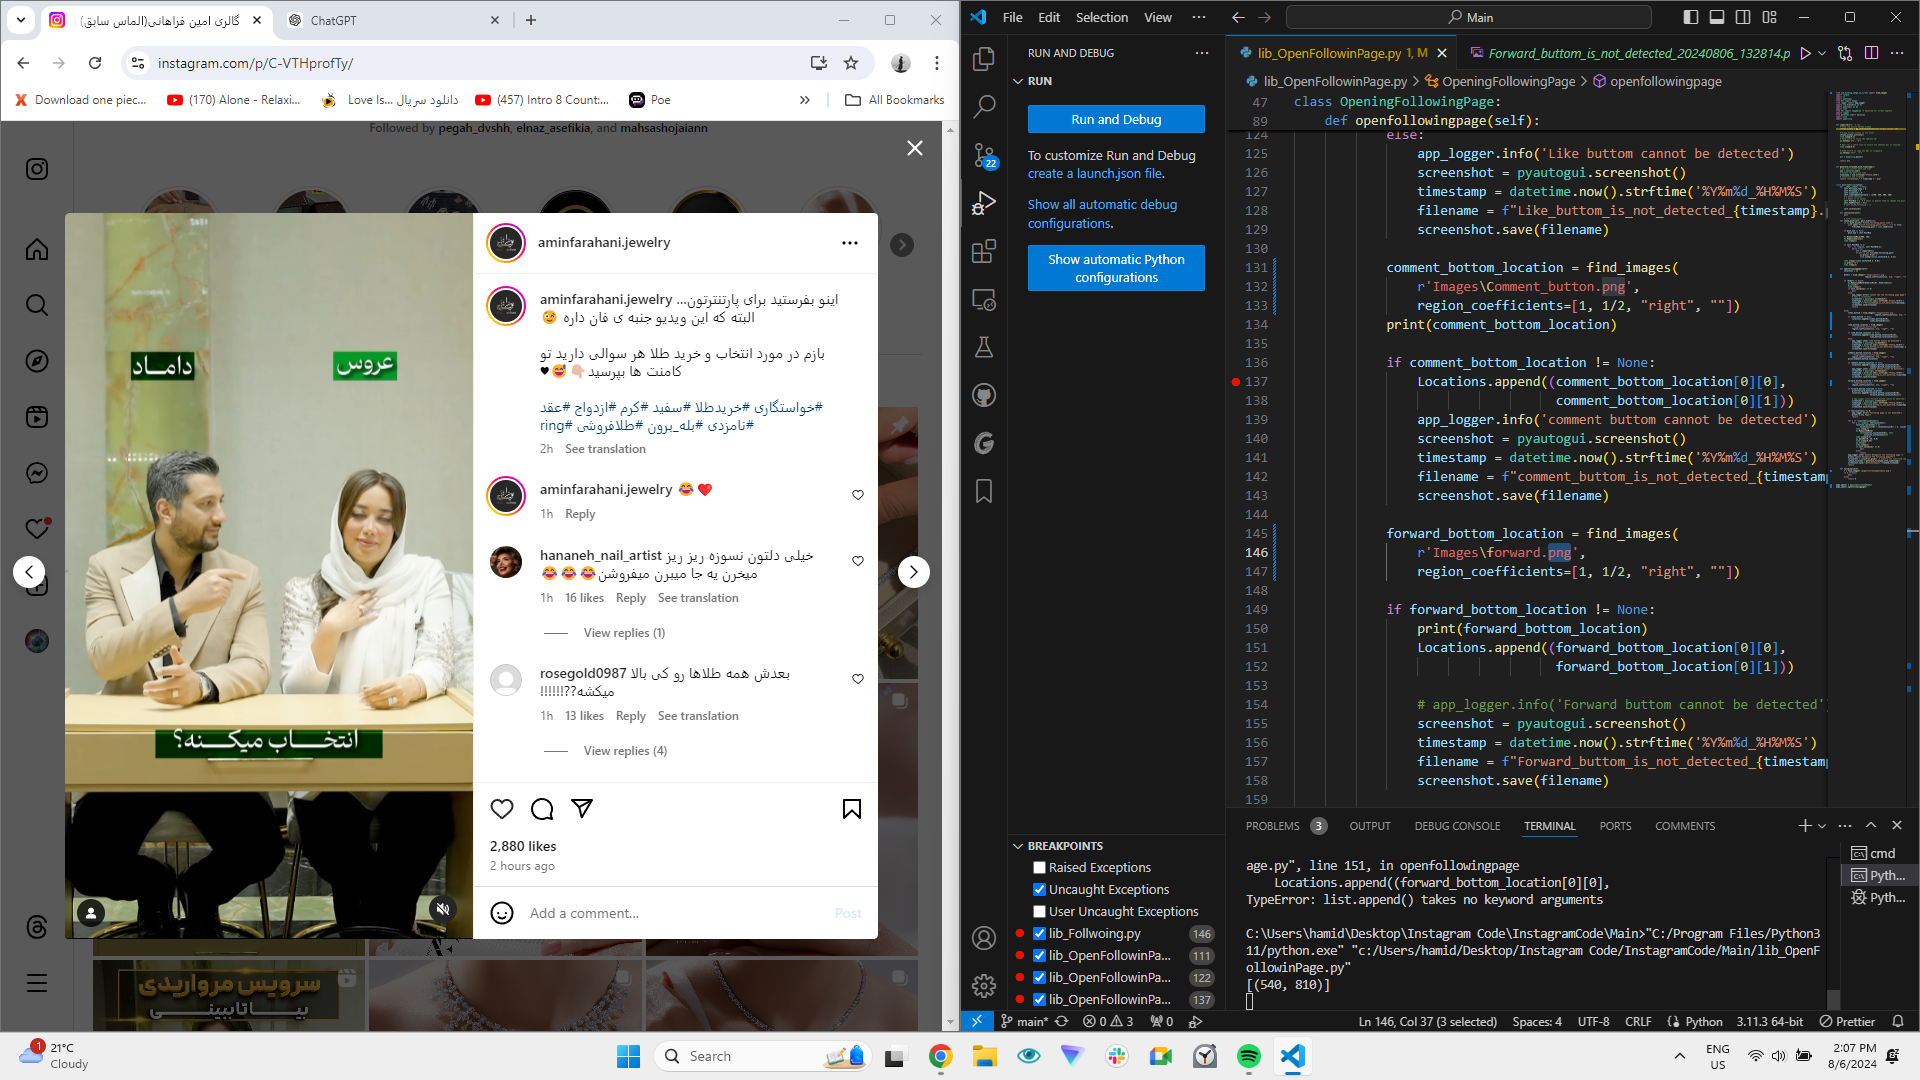 گالری امین فراهانی(الماس سابق)
ChatGPT
instagram.com/p/C-VTHprofTy/
Download one piec...
(170) Alone - Relaxi...
دانلود سریال ...Love Is
(457) Intro 8 Count:...
Poe
All Bookmarks
Followed by pegah_dvshh, elnaz_asefikia, and mahsashojaiann
داماد
عروس
انتخاب میکنه؟
aminfarahani.jewelry
aminfarahani.jewelry اینو بفرستید برای پارتنرتون...
البته که این ویدیو جنبه ی فان داره 😉
بازم در مورد انتخاب و خرید طلا هر سوالی دارید تو
کامنت ها بپرسید👇🏻😅♥
#خواستگاری #خریدطلا #سفید #کرم #ازدواج #عقد
#نامزدی #بله_برون #طلافروشی #ring
2h See translation
aminfarahani.jewelry 😂❤️
1h Reply
hananeh_nail_artist خیلی دلتون نسوزه ریز ریز
میخرن یه جا میبرن میفروشن😂😂😂
1h 16 likes Reply See translation
View replies (1)
rosegold0987 بعدش همه طلاها رو کی بالا
میکشه??!!!!!!
1h 13 likes Reply See translation
View replies (4)
2,880 likes
2 hours ago
Add a comment...
Post
سرویس مرواریدی
بیتابیینی
File Edit Selection View ...
Main
RUN AND DEBUG
RUN
Run and Debug
To customize Run and Debug
create a launch.json file.
Show all automatic debug
configurations.
Show automatic Python
configurations
22
BREAKPOINTS
Raised Exceptions
Uncaught Exceptions
User Uncaught Exceptions
lib_Follwoing.py 146
lib_OpenFollowinPa... 111
lib_OpenFollowinPa... 122
lib_OpenFollowinPa... 137
lib_OpenFollowinPage.py 1, M
Forward_buttom_is_not_detected_20240806_132814.p
lib_OpenFollowinPage.py > OpeningFollowingPage > openfollowingpage
47 class OpeningFollowingPage:
89 def openfollowingpage(self):
124 else:
125 app_logger.info('Like buttom cannot be detected')
126 screenshot = pyautogui.screenshot()
127 timestamp = datetime.now().strftime('%Y%m%d_%H%M%S')
128 filename = f"Like_buttom_is_not_detected_{timestamp}.
129 screenshot.save(filename)
130
131 comment_bottom_location = find_images(
132 r'Images\Comment_button.png',
133 region_coefficients=[1, 1/2, "right", ""])
134 print(comment_bottom_location)
135
136 if comment_bottom_location != None:
137 Locations.append((comment_bottom_location[0][0],
138 comment_bottom_location[0][1]))
139 app_logger.info('comment buttom cannot be detected')
140 screenshot = pyautogui.screenshot()
141 timestamp = datetime.now().strftime('%Y%m%d_%H%M%S')
142 filename = f"comment_buttom_is_not_detected_{timestamp
143 screenshot.save(filename)
144
145 forward_bottom_location = find_images(
146 r'Images\forward.png',
147 region_coefficients=[1, 1/2, "right", ""])
148
149 if forward_bottom_location != None:
150 print(forward_bottom_location)
151 Locations.append((forward_bottom_location[0][0],
152 forward_bottom_location[0][1]))
153
154 # app_logger.info('Forward buttom cannot be detected'
155 screenshot = pyautogui.screenshot()
156 timestamp = datetime.now().strftime('%Y%m%d_%H%M%S')
157 filename = f"Forward_buttom_is_not_detected_{timestam
158 screenshot.save(filename)
159
PROBLEMS 3 OUTPUT DEBUG CONSOLE TERMINAL PORTS COMMENTS
age.py", line 151, in openfollowingpage
Locations.append((forward_bottom_location[0][0],
TypeError: list.append() takes no keyword arguments
C:\Users\hamid\Desktop\Instagram Code\InstagramCode\Main>"C:/Program Files/Python3
11/python.exe" "c:/Users/hamid/Desktop/Instagram Code/InstagramCode/Main/lib_OpenF
ollowinPage.py"
[(540, 810)]
cmd
Pyth...
Pyth...
main* 0 3 0 Ln 146, Col 37 (3 selected) Spaces: 4 UTF-8 CRLF Python 3.11.3 64-bit Prettier
1
21°C
Cloudy
Search
ENG
US
2:07 PM
8/6/2024